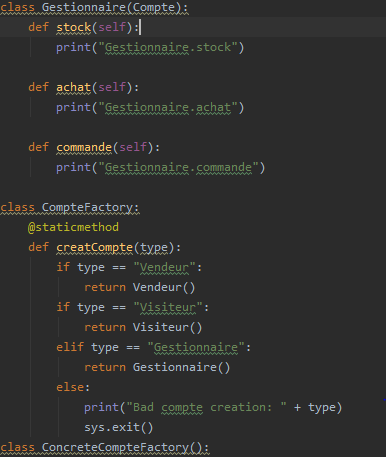 class Gestionnaire(Compte):
    def stock(self):
        print("Gestionnaire.stock")

    def achat(self):
        print("Gestionnaire.achat")

    def commande(self):
        print("Gestionnaire.commande")

class CompteFactory:
    @staticmethod
    def creatCompte(type):
        if type == "Vendeur":
            return Vendeur()
        if type == "Visiteur":
            return Visiteur()
        elif type == "Gestionnaire":
            return Gestionnaire()
        else:
            print("Bad compte creation: " + type)
            sys.exit()
class ConcreteCompteFactory():